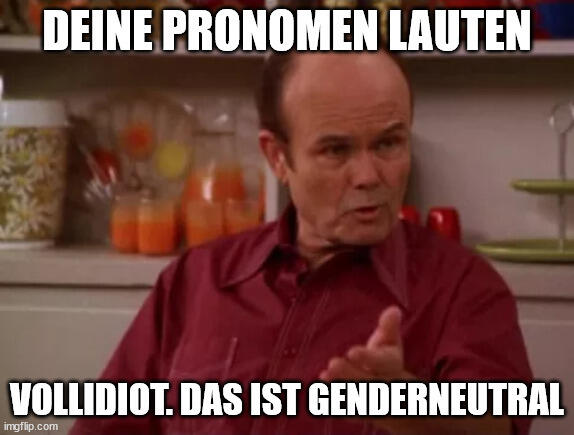 DEINE PRONOMEN LAUTEN
VOLLIDIOT. DAS IST GENDERNEUTRAL
imgflip.com